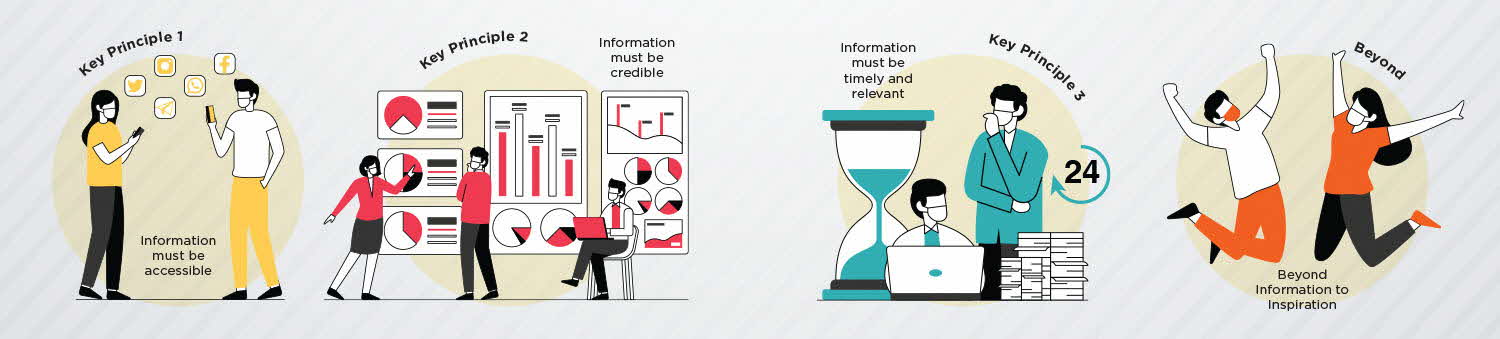 Key Principle 1
Information
must be
accessible
Key Principle 2
Information
must be
credible
Information
must be
timely and
relevant
Key Principle 3
24
Beyond
Beyond
Information to
Inspiration